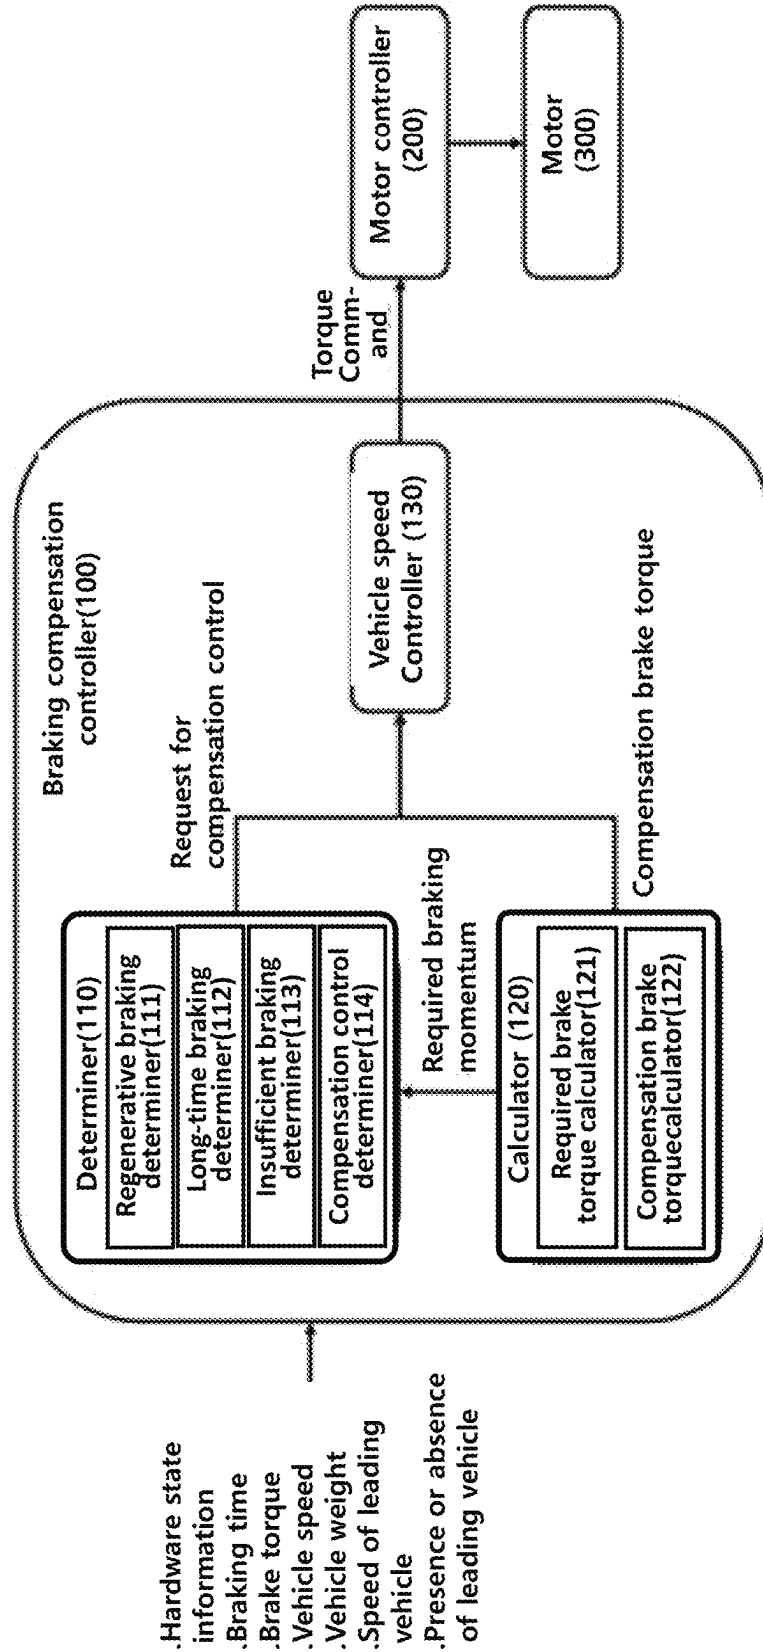 .Hardware state
information
.Braking time
.Brake torque
.Vehicle speed
.Vehicle weight
.Speed of leading
vehicle
.Presence or absence
of leading vehicle
Braking compensation
controller(100)
Determiner(110)
Regenerative braking
determiner(111)
Long-time braking
determiner(112)
Insufficient braking
determiner(113)
Compensation control
determiner(114)
Request for
compensation control
Required braking
momentum
Calculator (120)
Required brake
torque calculator(121)
Compensation brake
torquecalculator(122)
Compensation brake torque
Vehicle speed
Controller (130)
Torque
Comm-
and
Motor controller
(200)
Motor
(300)